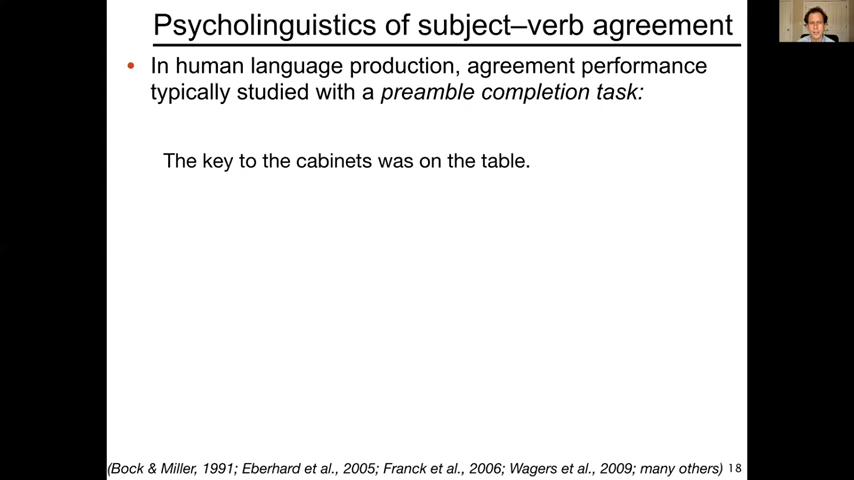 Psycholinguistics of subject–verb agreement
• In human language production, agreement performance
typically studied with a preamble completion task:
The key to the cabinets was on the table.
(Bock & Miller, 1991; Eberhard et al., 2005; Franck et al., 2006; Wagers et al., 2009; many others) 18